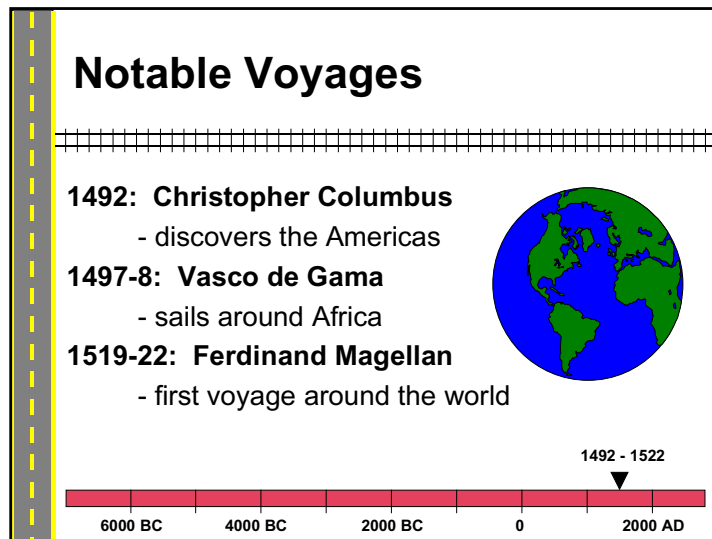 Notable Voyages
1492: Christopher Columbus
- discovers the Americas
1497-8: Vasco de Gama
- sails around Africa
1519-22: Ferdinand Magellan
- first voyage around the world
1492 - 1522
6000 BC 4000 BC 2000 BC 0 2000 AD